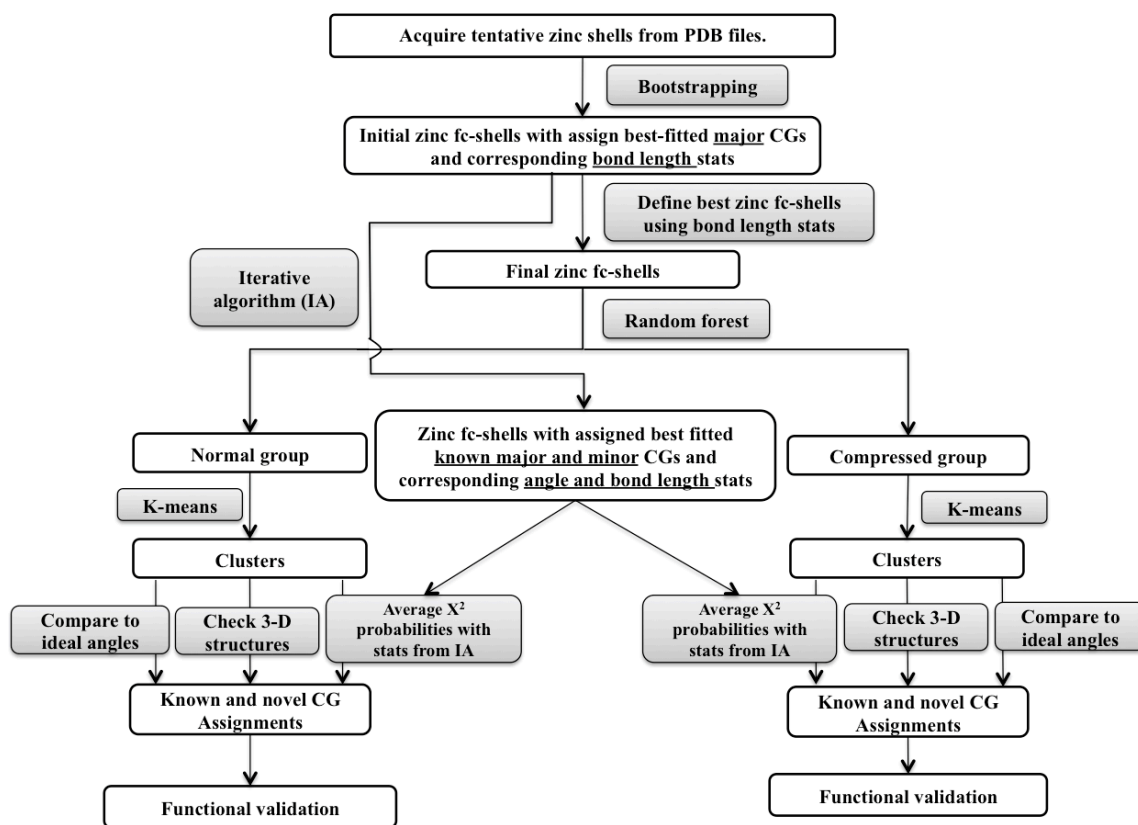 Acquire tentative zinc shells from PDB files.
Bootstrapping
Initial zinc fc-shells with assign best-fitted major CGs
and corresponding bond length stats
Define best zinc fc-shells
using bond length stats
Iterative
algorithm (IA)
Final zinc fc-shells
Random forest
Normal group
Zinc fc-shells with assigned best fitted
known major and minor CGs and
corresponding angle and bond length stats
Compressed group
K-means
K-means
Clusters
Clusters
Compare to
ideal angles
Check 3-D
structures
Average X²
probabilities with
stats from IA
Average X²
probabilities with
stats from IA
Check 3-D
structures
Compare to
ideal angles
Known and novel CG
Assignments
Known and novel CG
Assignments
Functional validation
Functional validation